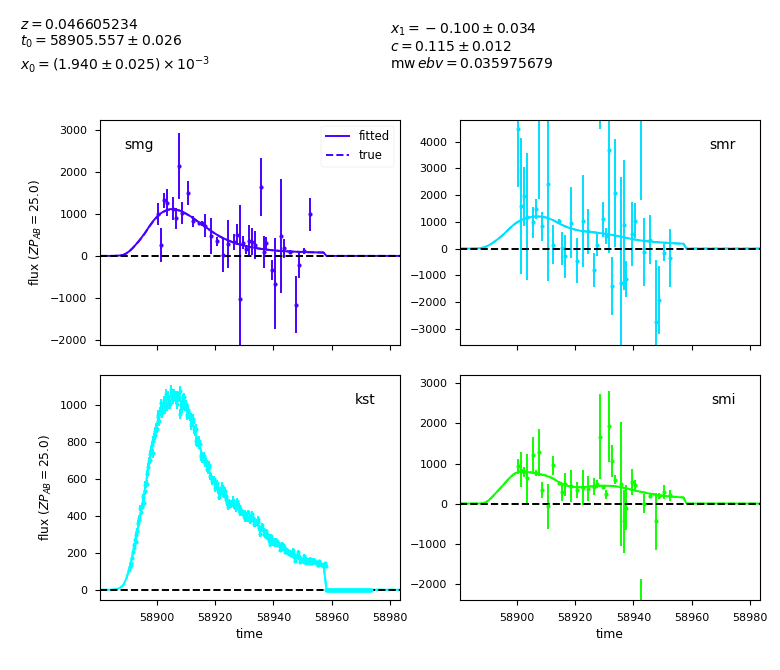 z = 0.046605234
t₀ = 58905.557 ± 0.026
x₀ = (1.940 ± 0.025) × 10⁻³
x₁ = −0.100 ± 0.034
c = 0.115 ± 0.012
mw ebv = 0.035975679
smg
fitted
true
3000
2000
1000
0
−1000
−2000
flux (ZP_AB = 25.0)
smr
4000
3000
2000
1000
0
−1000
−2000
−3000
kst
1000
800
600
400
200
0
flux (ZP_AB = 25.0)
58900 58920 58940 58960 58980
time
smi
3000
2000
1000
0
−1000
−2000
58900 58920 58940 58960 58980
time